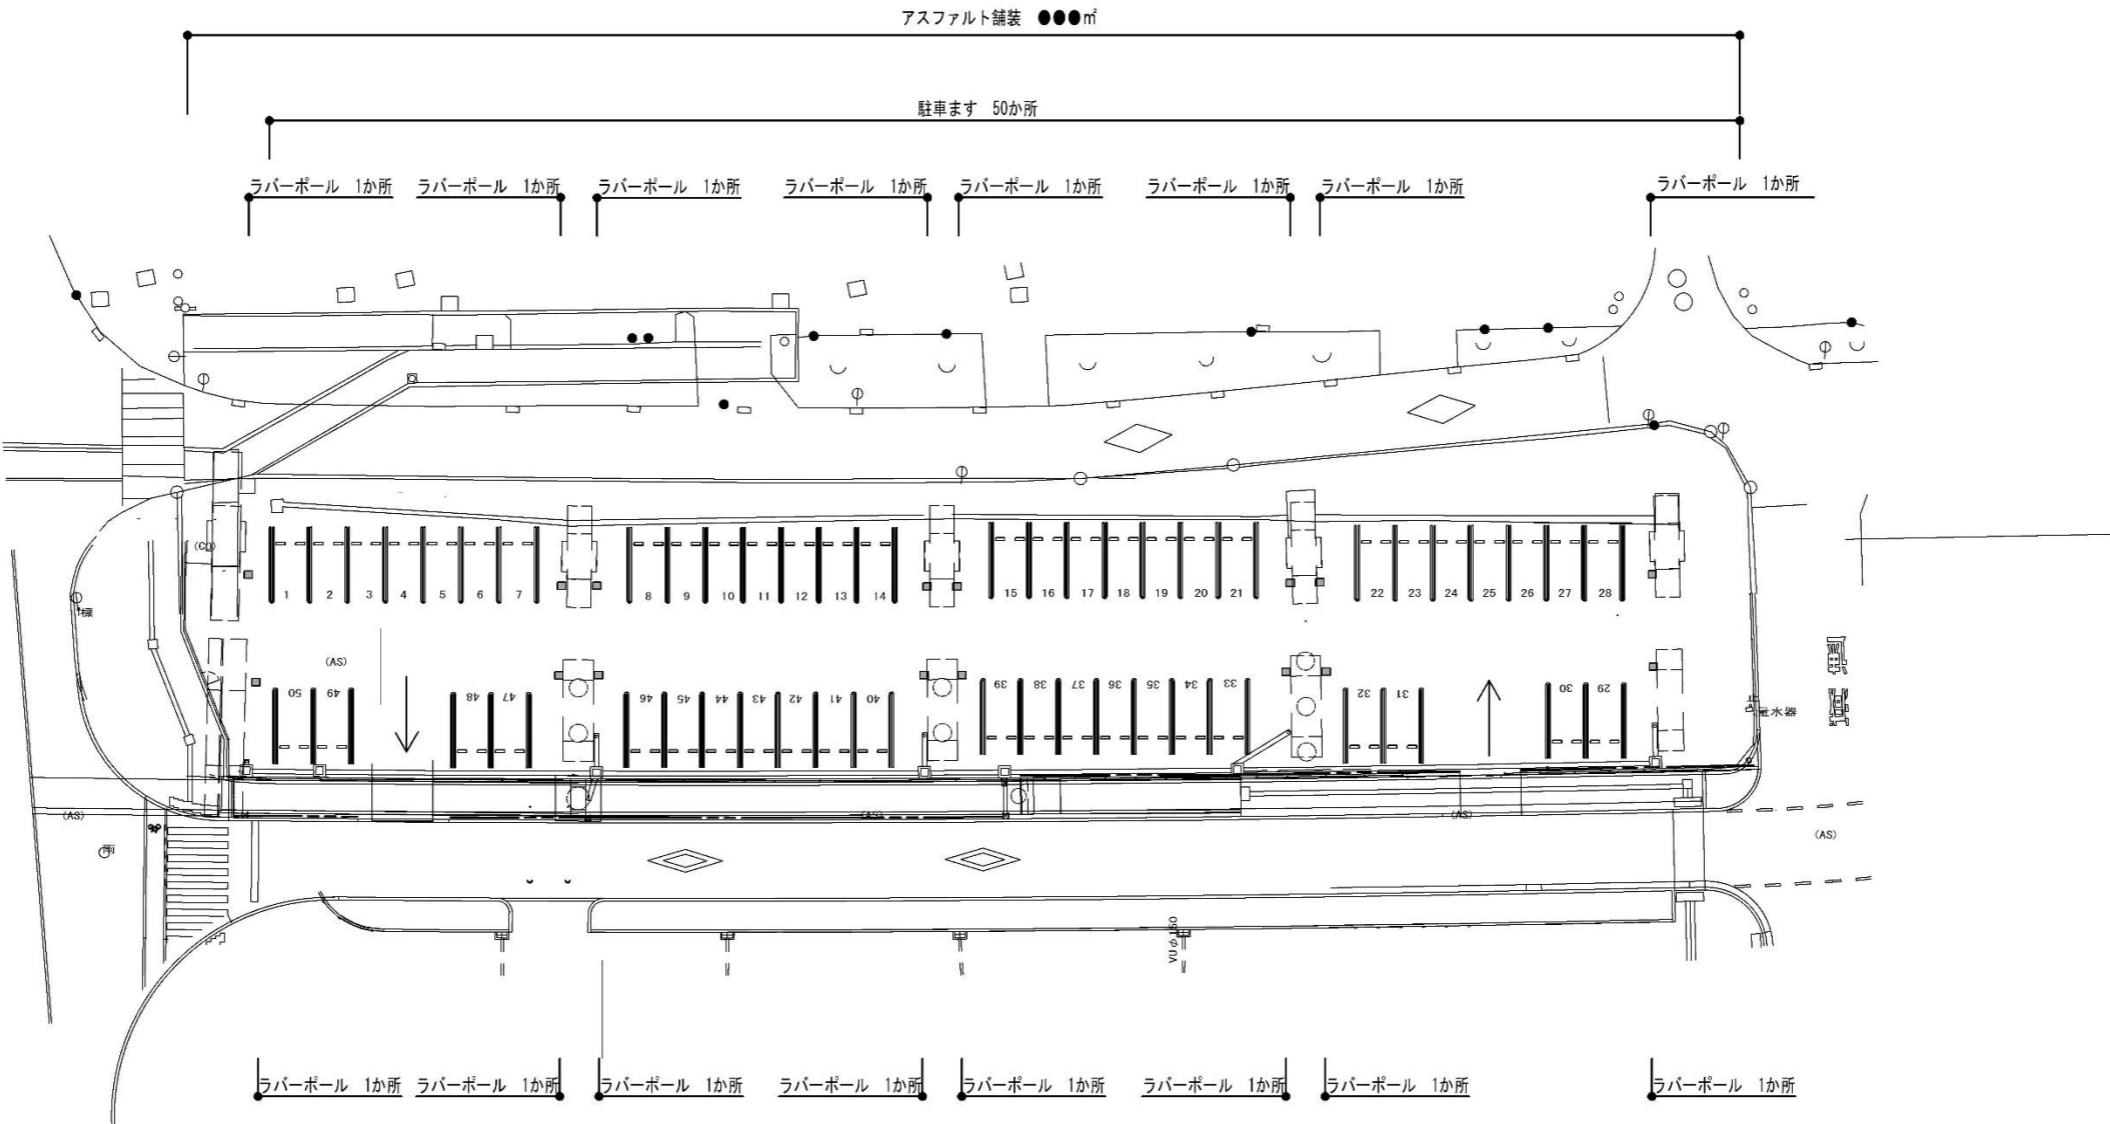 アスファルト舗装　●●●㎡
駐車ます　50か所
ラバーポール　1か所
ラバーポール　1か所
ラバーポール　1か所
ラバーポール　1か所
ラバーポール　1か所
ラバーポール　1か所
ラバーポール　1か所
ラバーポール　1か所
(CD)
1 2 3 4 5 6 7 8 9 10 11 12 13 14 15 16 17 18 19 20 21 22 23 24 25 26 27 28
標
(AS)
50 49 48 47 46 45 44 43 42 41 40 39 38 37 36 35 34 33 32 31 30 29
量水器
(AS)
(AS)
(AS)
(AS)
雨
VUφ150
ラバーポール　1か所
ラバーポール　1か所
ラバーポール　1か所
ラバーポール　1か所
ラバーポール　1か所
ラバーポール　1か所
ラバーポール　1か所
ラバーポール　1か所